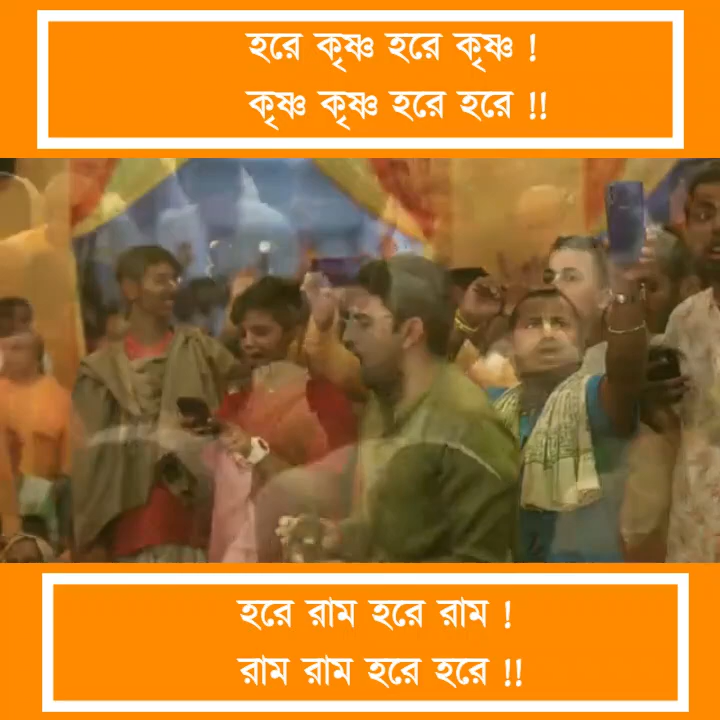 হরে কৃষ্ণ হরে কৃষ্ণ !
কৃষ্ণ কৃষ্ণ হরে হরে !!
হরে রাম হরে রাম !
রাম রাম হরে হরে !!